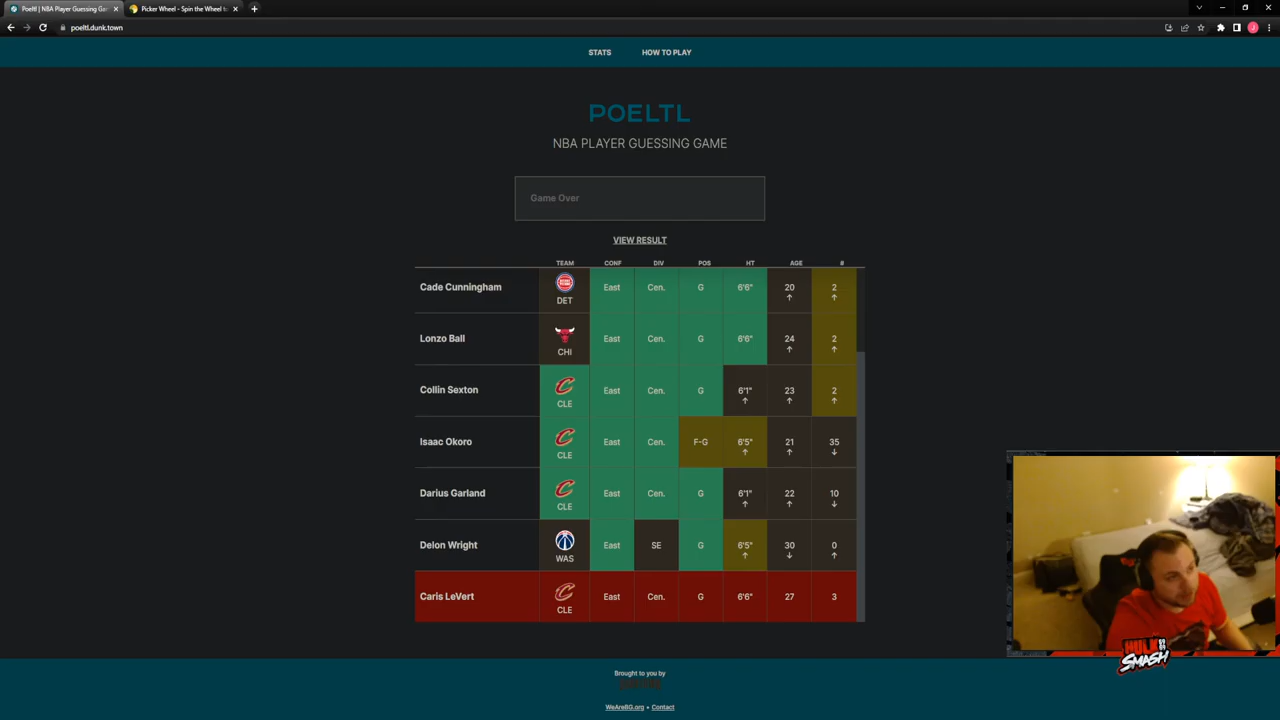 Poeltl | NBA Player Guessing Ga
Picker Wheel - Spin the Wheel t
poeltl.dunk.town
J
STATS
HOW TO PLAY
POELTL
NBA PLAYER GUESSING GAME
Game Over
VIEW RESULT
TEAM CONF DIV POS HT AGE #
Cade Cunningham DET East Cen. G 6'6" 20 ↑ 2 ↑
Lonzo Ball CHI East Cen. G 6'6" 24 ↑ 2 ↑
Collin Sexton CLE East Cen. G 6'1" ↑ 23 ↑ 2 ↑
Isaac Okoro CLE East Cen. F-G 6'5" ↑ 21 ↑ 35 ↓
Darius Garland CLE East Cen. G 6'1" ↑ 22 ↑ 10 ↓
Delon Wright WAS East SE G 6'5" ↑ 30 ↓ 0 ↑
Caris LeVert CLE East Cen. G 6'6" 27 3
HULK
SMASH
Brought to you by
WeAreBG.org • Contact